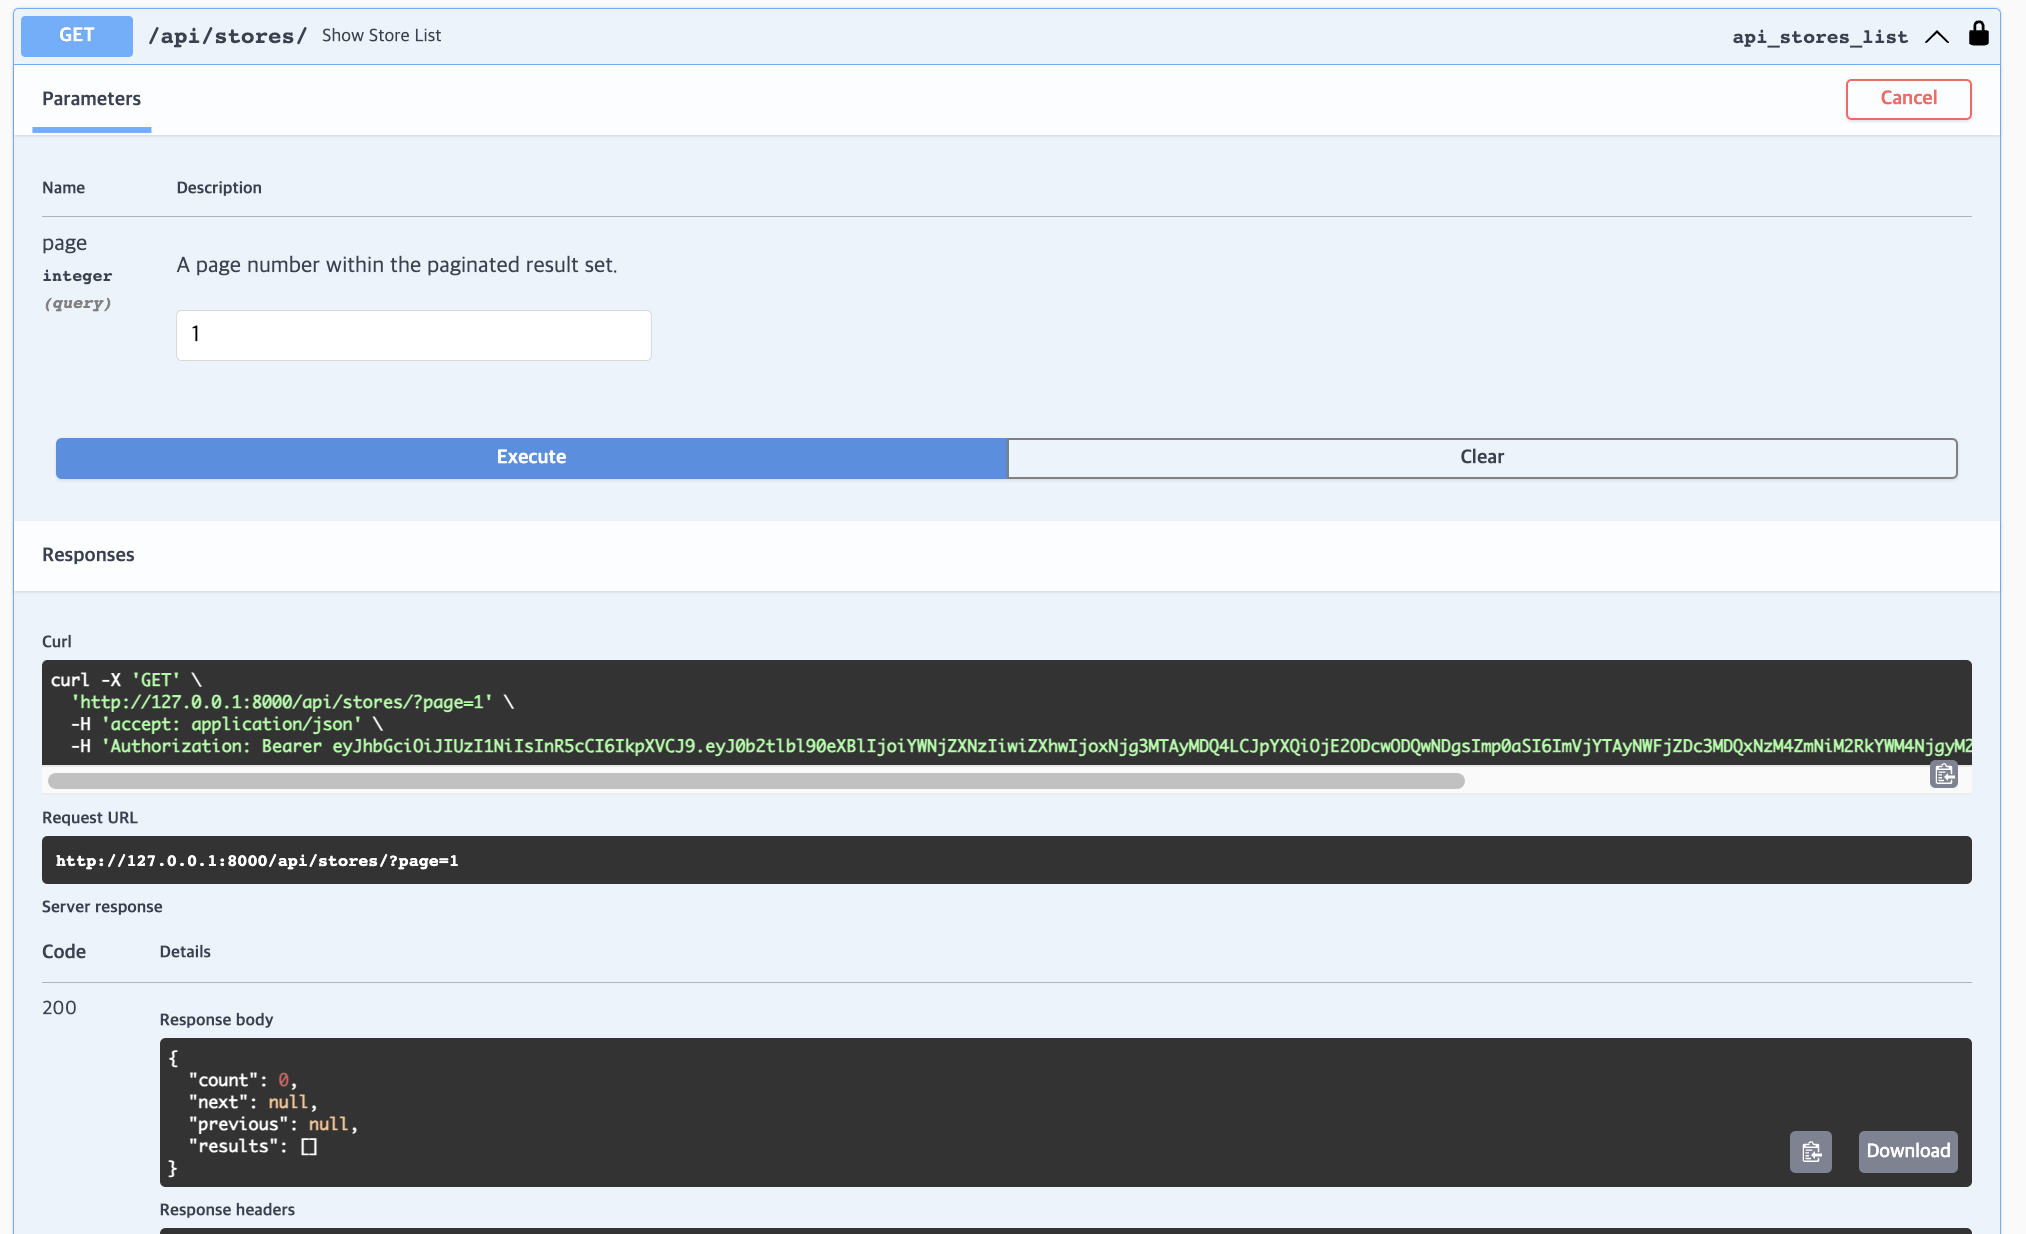 GET /api/stores/ Show Store List api_stores_list
Parameters
Cancel
Name Description
page
integer
(query)
A page number within the paginated result set.
1
Execute Clear
Responses
Curl
curl -X 'GET' \
'http://127.0.0.1:8000/api/stores/?page=1' \
-H 'accept: application/json' \
-H 'Authorization: Bearer eyJhbGciOiJIUzI1NiIsInR5cCI6IkpXVCJ9.eyJ0b2tlbl90eXBlIjoiYWNjZXNzIiwiZXhwIjoxNjg3MTAyMDQ4LCJpYXQiOjE2ODcwODQwNDgsImp0aSI6ImVjYTAyNWFjZDc3MDQxNzM4ZmNiM2RkYWM4NjgyM2
Request URL
http://127.0.0.1:8000/api/stores/?page=1
Server response
Code Details
200
Response body
{
"count": 0,
"next": null,
"previous": null,
"results": []
}
Download
Response headers